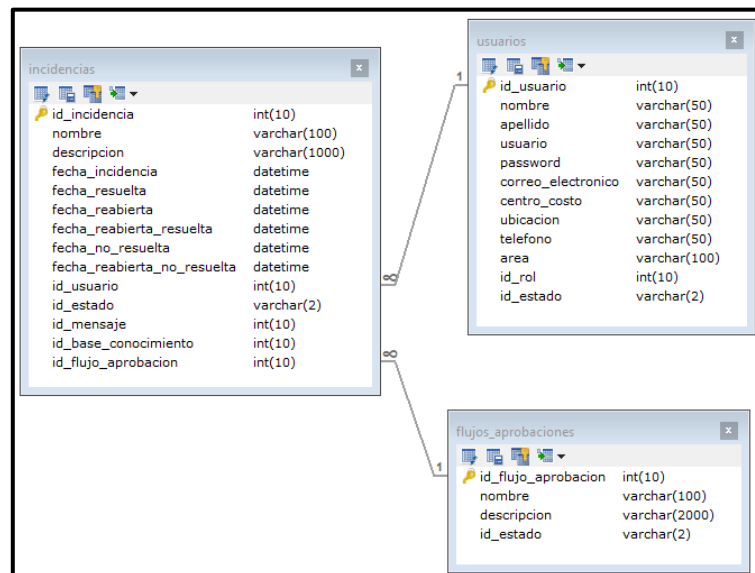 incidencias x
id_incidencia int(10)
nombre varchar(100)
descripcion varchar(1000)
fecha_incidencia datetime
fecha_resuelta datetime
fecha_reabierta datetime
fecha_reabierta_resuelta datetime
fecha_no_resuelta datetime
fecha_reabierta_no_resuelta datetime
id_usuario int(10)
id_estado varchar(2)
id_mensaje int(10)
id_base_conocimiento int(10)
id_flujo_aprobacion int(10)
∞
∞
1
1
usuarios x
id_usuario int(10)
nombre varchar(50)
apellido varchar(50)
usuario varchar(50)
password varchar(50)
correo_electronico varchar(50)
centro_costo varchar(50)
ubicacion varchar(50)
telefono varchar(50)
area varchar(100)
id_rol int(10)
id_estado varchar(2)
flujos_aprobaciones x
id_flujo_aprobacion int(10)
nombre varchar(100)
descripcion varchar(2000)
id_estado varchar(2)